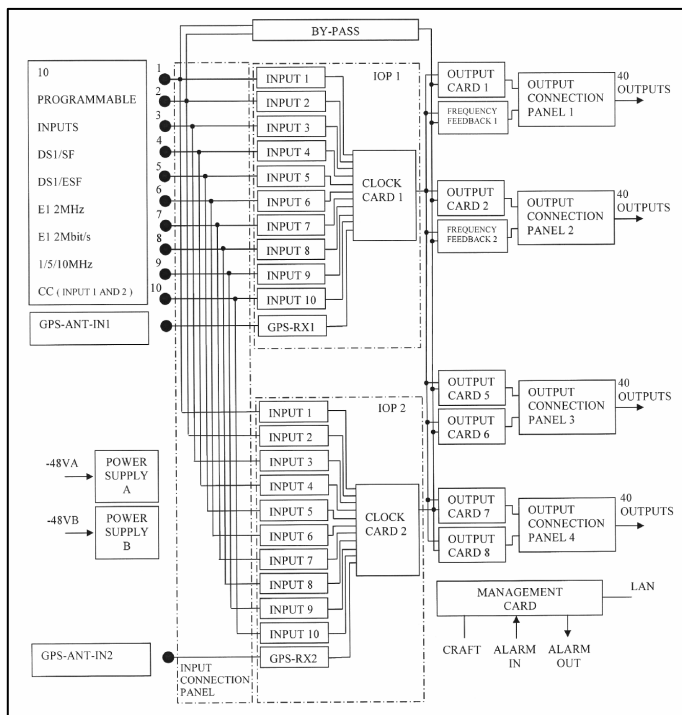 BY-PASS
10
PROGRAMMABLE
INPUTS
DS1/SF
DS1/ESF
E1 2MHz
E1 2Mbit/s
1/5/10MHz
CC ( INPUT 1 AND 2 )
1
2
3
4
5
6
7
8
9
10
GPS-ANT-IN1
IOP 1
INPUT 1
INPUT 2
INPUT 3
INPUT 4
INPUT 5
INPUT 6
INPUT 7
INPUT 8
INPUT 9
INPUT 10
GPS-RX1
CLOCK
CARD 1
OUTPUT
CARD 1
FREQUENCY
FEEDBACK 1
OUTPUT
CONNECTION
PANEL 1
40
OUTPUTS
OUTPUT
CARD 2
FREQUENCY
FEEDBACK 2
OUTPUT
CONNECTION
PANEL 2
40
OUTPUTS
IOP 2
INPUT 1
INPUT 2
INPUT 3
INPUT 4
INPUT 5
INPUT 6
INPUT 7
INPUT 8
INPUT 9
INPUT 10
GPS-RX2
CLOCK
CARD 2
OUTPUT
CARD 5
OUTPUT
CARD 6
OUTPUT
CONNECTION
PANEL 3
40
OUTPUTS
OUTPUT
CARD 7
OUTPUT
CARD 8
OUTPUT
CONNECTION
PANEL 4
40
OUTPUTS
-48VA
POWER
SUPPLY
A
-48VB
POWER
SUPPLY
B
GPS-ANT-IN2
INPUT
CONNECTION
PANEL
MANAGEMENT
CARD
LAN
CRAFT
ALARM
IN
ALARM
OUT